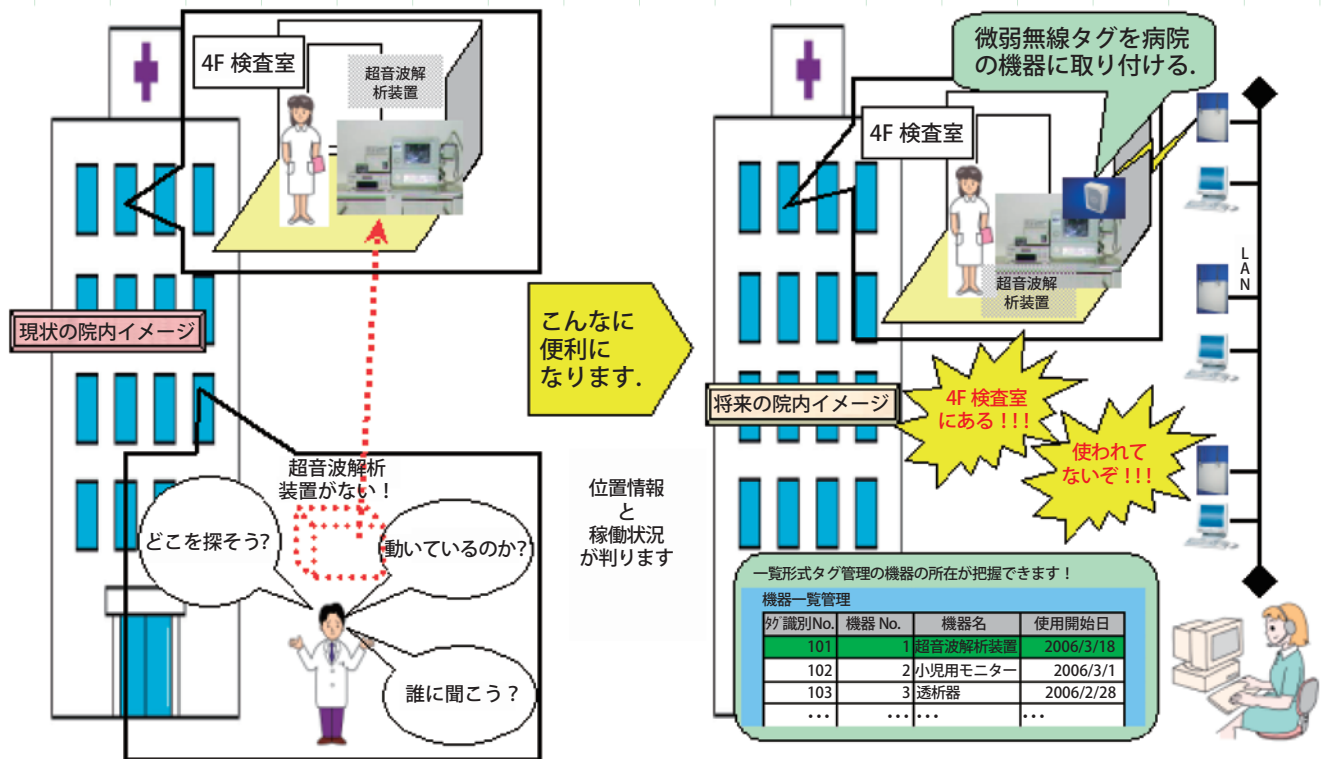 4F 検査室
超音波解
析装置
現状の院内イメージ
超音波解析
装置がない！
どこを探そう?
動いているのか?
誰に聞こう？
こんなに
便利に
なります.
位置情報
と
稼働状況
が判ります
微弱無線タグを病院
の機器に取り付ける.
4F 検査室
超音波解
析装置
LAN
将来の院内イメージ
4F 検査室
にある！！！
使われて
ないぞ！！！
一覧形式タグ管理の機器の所在が把握できます！
機器一覧管理
ﾀｸﾞ識別No. 機器 No. 機器名 使用開始日
101 1 超音波解析装置 2006/3/18
102 2 小児用モニター 2006/3/1
103 3 透析器 2006/2/28
… … … …